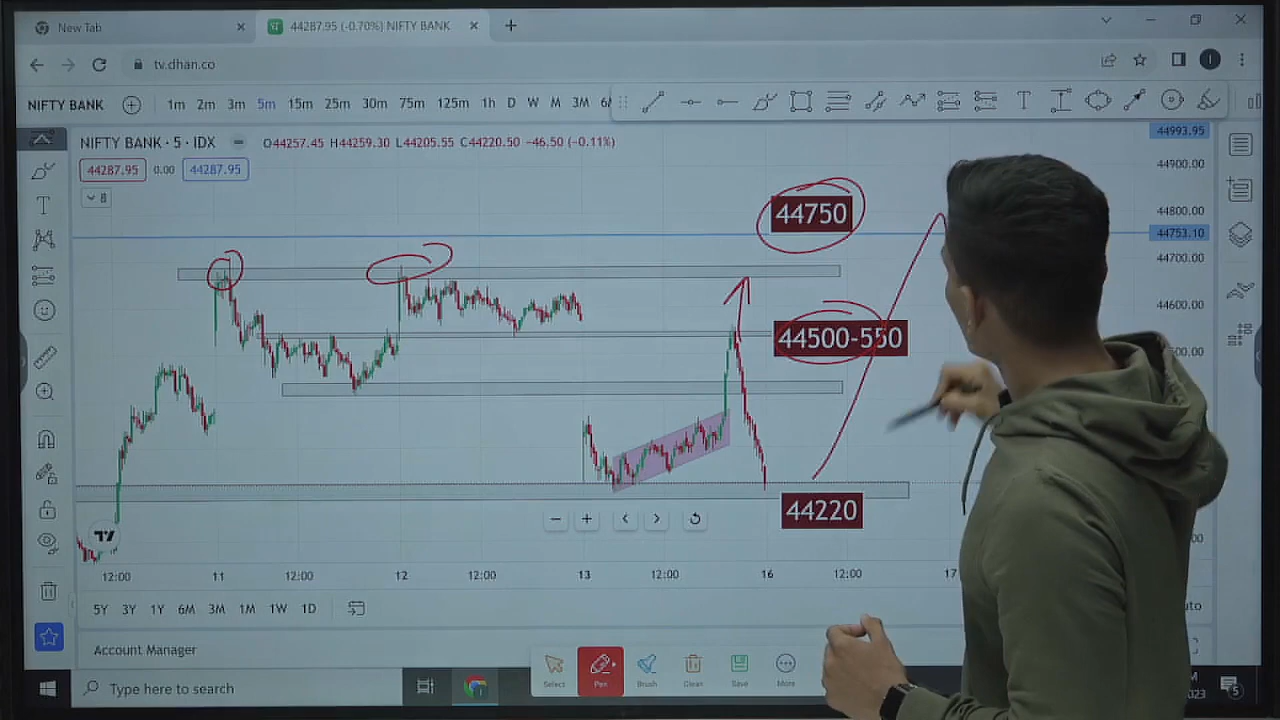 New Tab
44287.95 (-0.70%) NIFTY BANK
tv.dhan.co
NIFTY BANK 1m 2m 3m 5m 15m 25m 30m 75m 125m 1h D W M 3M
NIFTY BANK · 5 · IDX O44257.45 H44259.30 L44205.55 C44220.50 −46.50 (−0.11%)
44287.95 0.00 44287.95
8
44993.95
44900.00
44800.00
44753.10
44700.00
44600.00
44750
44500-550
44220
12:00 11 12:00 12 12:00 13 12:00 16 12:00 17
5Y 3Y 1Y 6M 3M 1M 1W 1D
Account Manager
Select Pen Brush Clean Save More
Type here to search
5